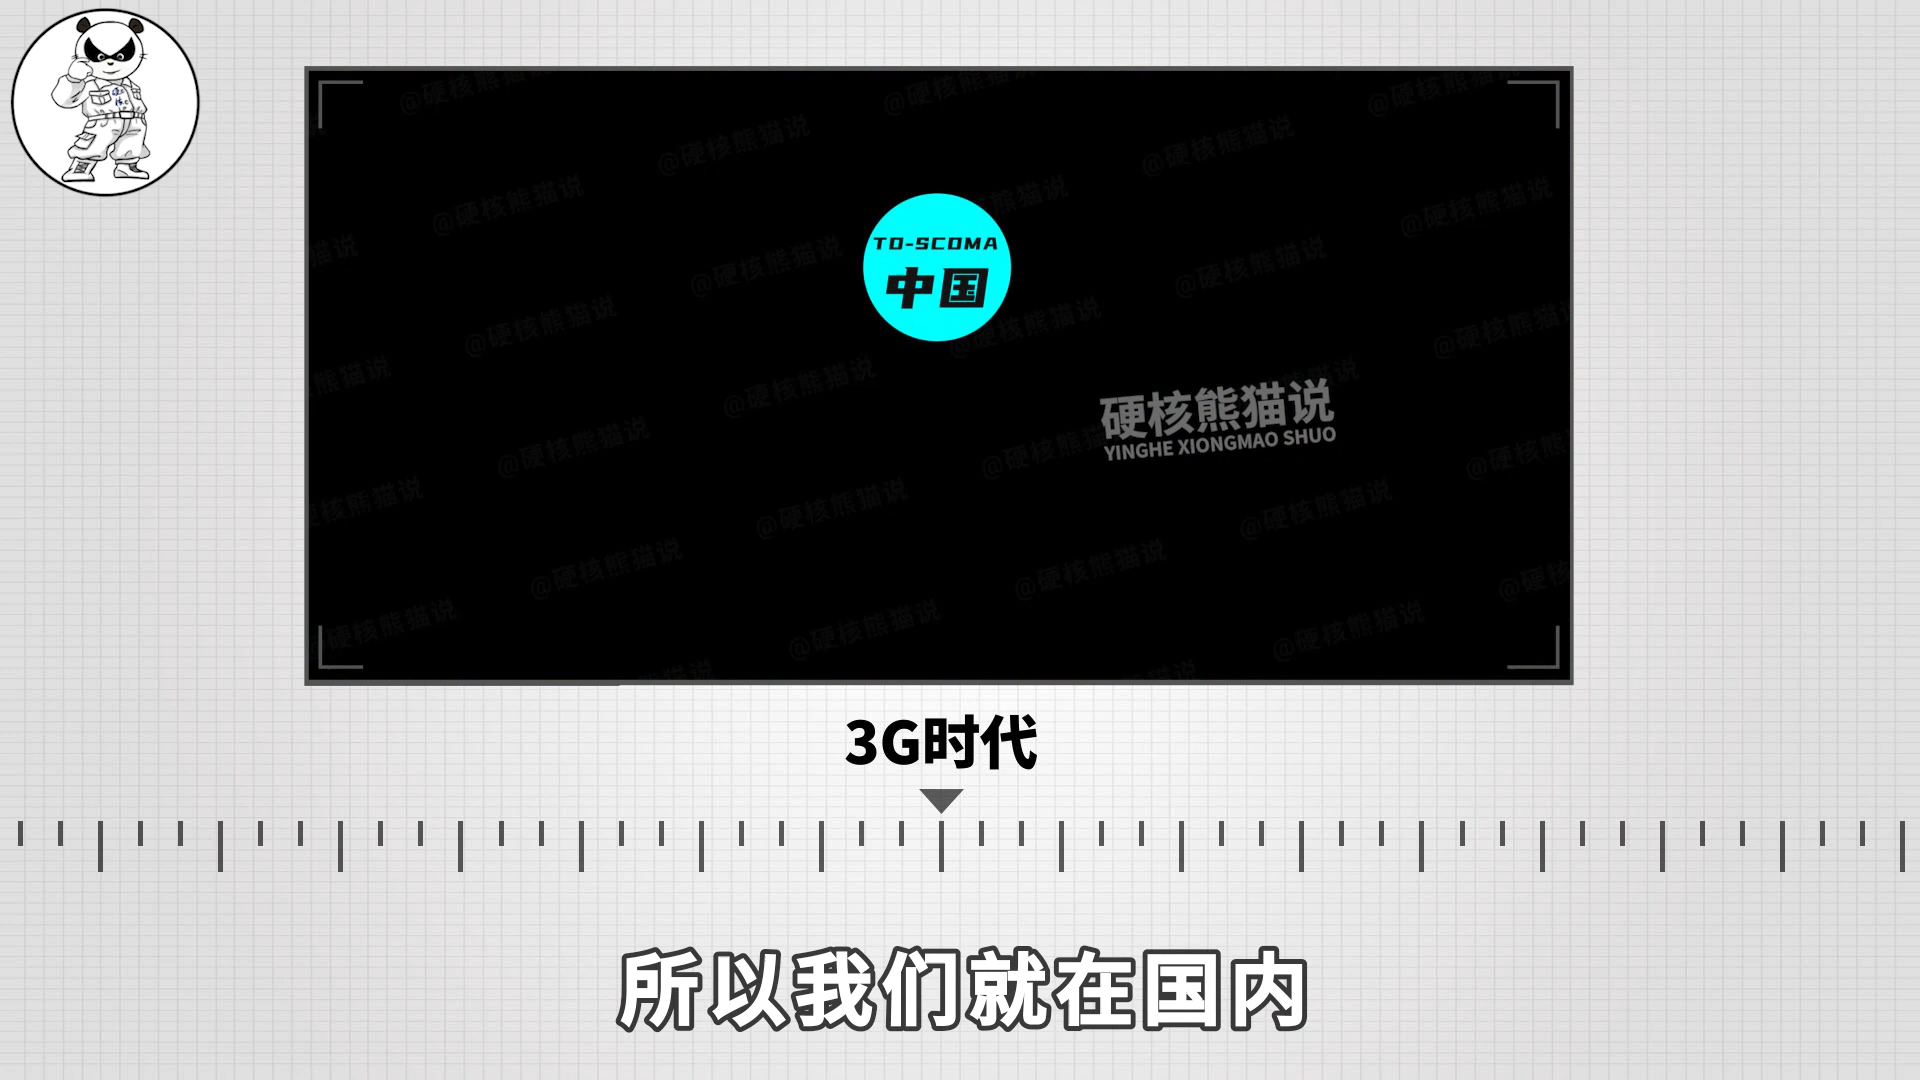 TD-SCDMA
中国
硬核熊猫说
YINGHE XIONGMAO SHUO
3G时代
所以我们就在国内